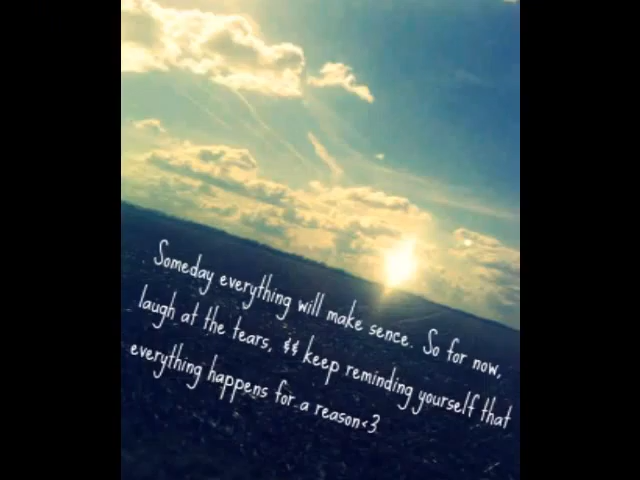 Someday everything will make sence. So for now,
laugh at the tears, && keep reminding yourself that
everything happens for a reason<3